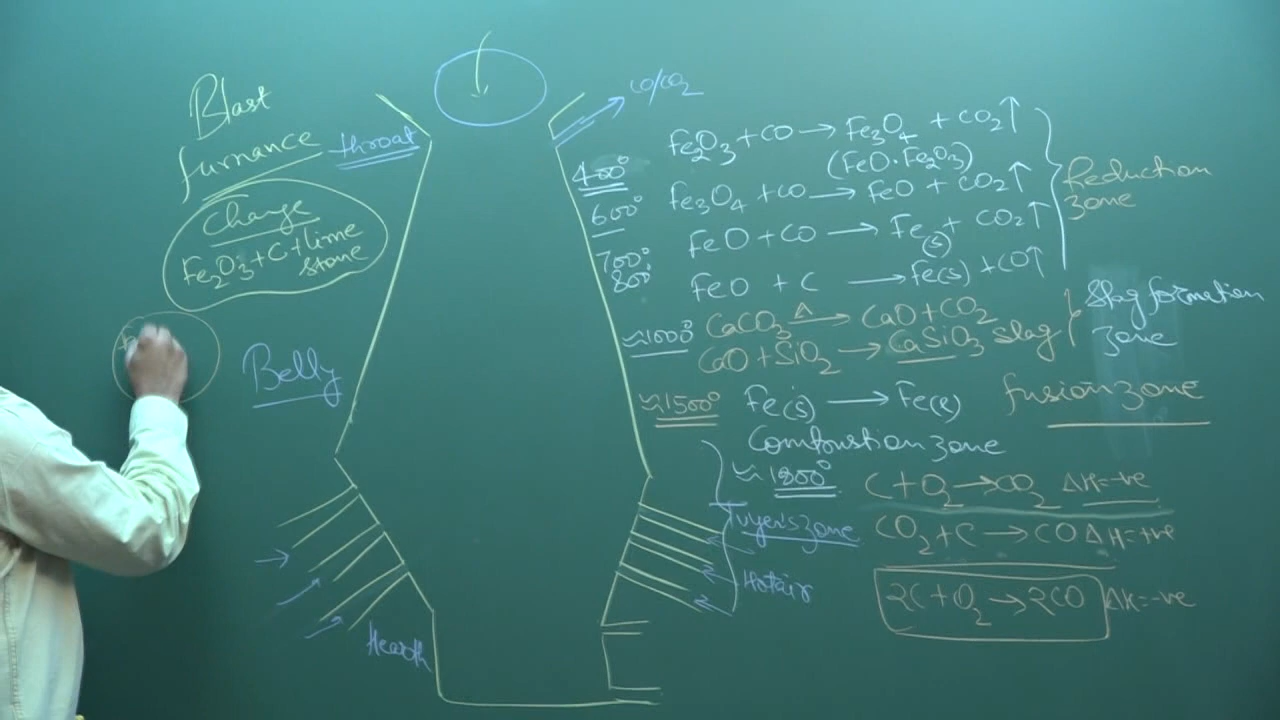 Blast
furnance
throat
Charge
Fe₂O₃+C+lime
stone
Belly
Hearth
CO/CO₂
400°
600°
700°
800°
≈1000°
≈1500°
Fe₂O₃ + CO → Fe₃O₄ + CO₂↑
(FeO·Fe₂O₃)
Fe₃O₄ + CO → FeO + CO₂↑
FeO + CO → Fe(s) + CO₂↑
FeO + C → Fe(s) + CO↑
Reduction
zone
CaCO₃ —Δ→ CaO + CO₂
CaO + SiO₂ → CaSiO₃ slag
Slag formation
zone
Fe(s) → Fe(l) fusion zone
Combustion zone
≈1800°
C + O₂ → CO₂ ΔH=-ve
Tuyer's zone
CO₂ + C → CO ΔH=+ve
Hot air
2C + O₂ → 2CO ΔH=-ve